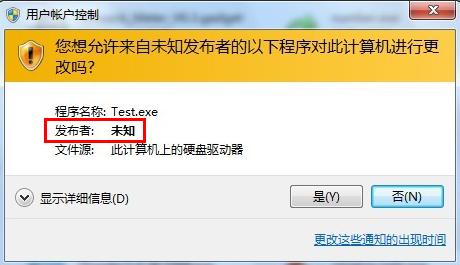 用户帐户控制
您想允许来自未知发布者的以下程序对此计算机进行更
改吗?
程序名称: Test.exe
发布者: 未知
文件源: 此计算机上的硬盘驱动器
显示详细信息(D)
是(Y)
否(N)
更改这些通知的出现时间